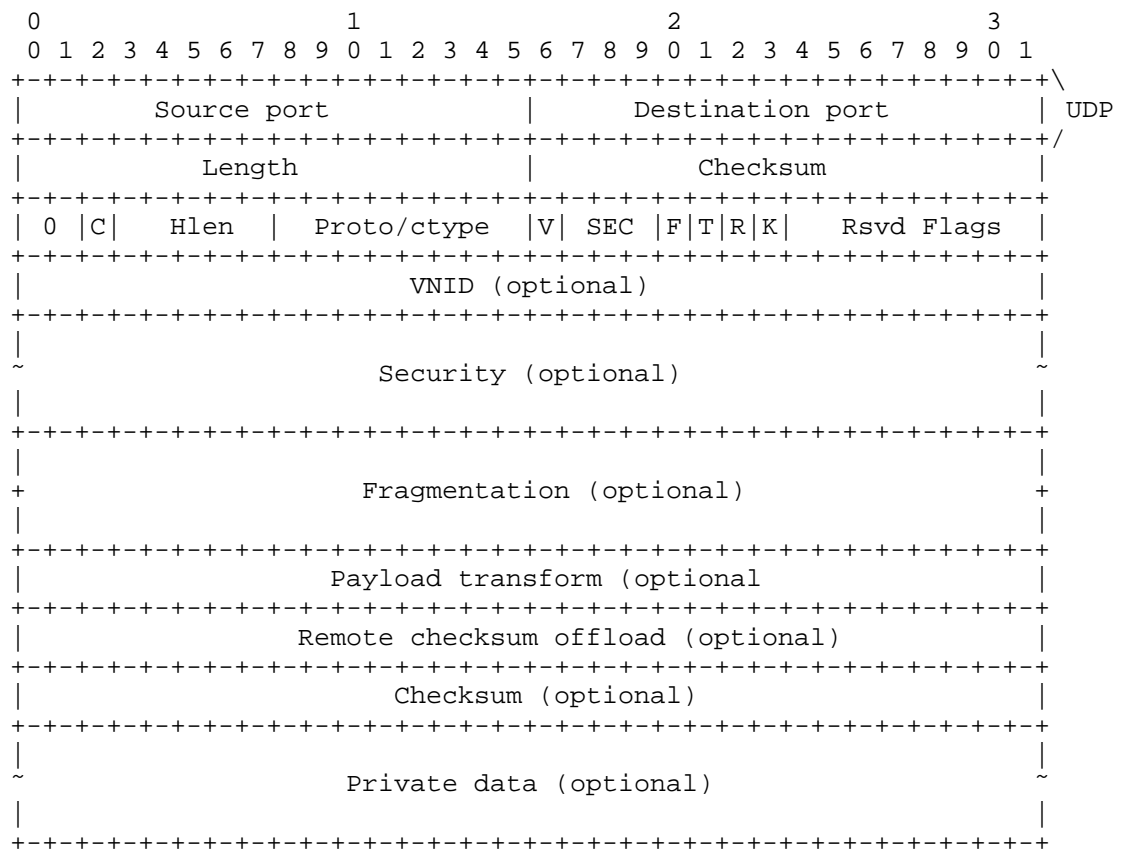 0                   1                   2                   3
 0 1 2 3 4 5 6 7 8 9 0 1 2 3 4 5 6 7 8 9 0 1 2 3 4 5 6 7 8 9 0 1
+-+-+-+-+-+-+-+-+-+-+-+-+-+-+-+-+-+-+-+-+-+-+-+-+-+-+-+-+-+-+-+-+\
|        Source port            |      Destination port         | UDP
+-+-+-+-+-+-+-+-+-+-+-+-+-+-+-+-+-+-+-+-+-+-+-+-+-+-+-+-+-+-+-+-+/
|           Length              |          Checksum             |
+-+-+-+-+-+-+-+-+-+-+-+-+-+-+-+-+-+-+-+-+-+-+-+-+-+-+-+-+-+-+-+-+
| 0 |C|   Hlen  |  Proto/ctype  |V| SEC |F|T|R|K|   Rsvd Flags  |
+-+-+-+-+-+-+-+-+-+-+-+-+-+-+-+-+-+-+-+-+-+-+-+-+-+-+-+-+-+-+-+-+
|                        VNID (optional)                        |
+-+-+-+-+-+-+-+-+-+-+-+-+-+-+-+-+-+-+-+-+-+-+-+-+-+-+-+-+-+-+-+-+
|                                                               |
~                      Security (optional)                      ~
|                                                               |
+-+-+-+-+-+-+-+-+-+-+-+-+-+-+-+-+-+-+-+-+-+-+-+-+-+-+-+-+-+-+-+-+
|                                                               |
+                     Fragmentation (optional)                  +
|                                                               |
+-+-+-+-+-+-+-+-+-+-+-+-+-+-+-+-+-+-+-+-+-+-+-+-+-+-+-+-+-+-+-+-+
|                   Payload transform (optional                 |
+-+-+-+-+-+-+-+-+-+-+-+-+-+-+-+-+-+-+-+-+-+-+-+-+-+-+-+-+-+-+-+-+
|                 Remote checksum offload (optional)            |
+-+-+-+-+-+-+-+-+-+-+-+-+-+-+-+-+-+-+-+-+-+-+-+-+-+-+-+-+-+-+-+-+
|                       Checksum (optional)                     |
+-+-+-+-+-+-+-+-+-+-+-+-+-+-+-+-+-+-+-+-+-+-+-+-+-+-+-+-+-+-+-+-+
|                                                               |
~                    Private data (optional)                    ~
|                                                               |
+-+-+-+-+-+-+-+-+-+-+-+-+-+-+-+-+-+-+-+-+-+-+-+-+-+-+-+-+-+-+-+-+